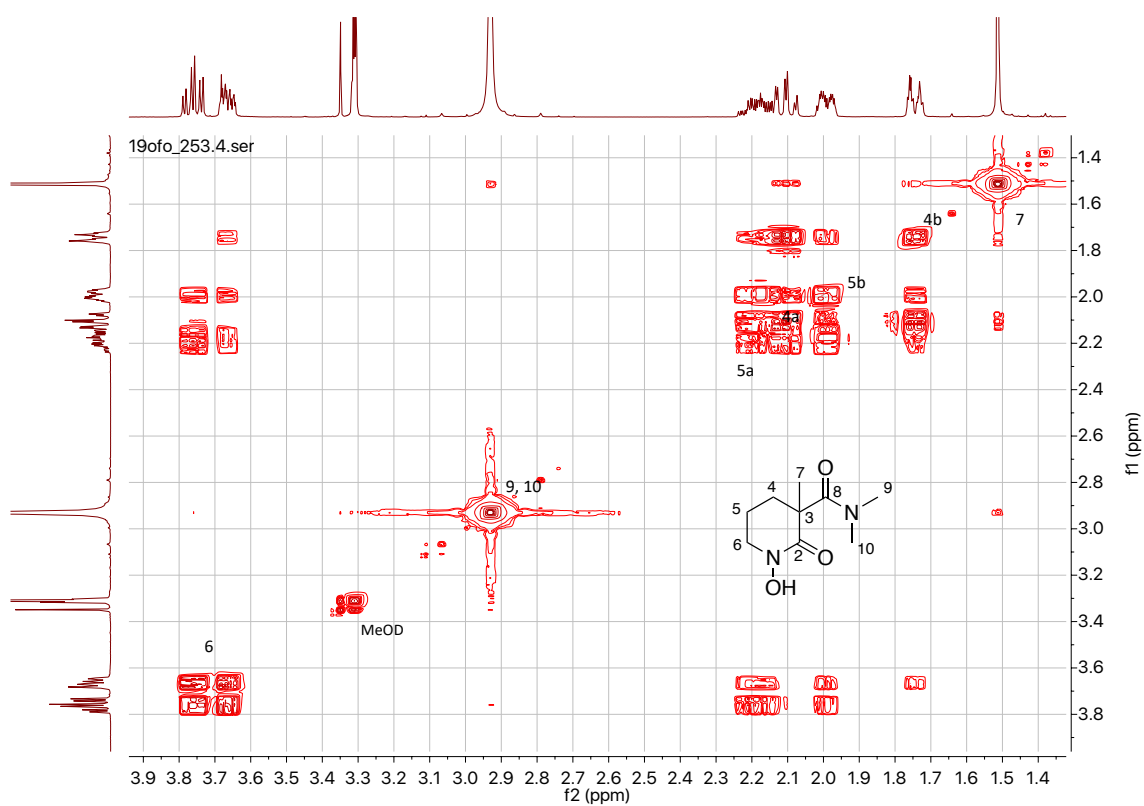 19ofo_253.4.ser
1.4
1.6
1.8
2.0
2.2
2.4
2.6
2.8
3.0
3.2
3.4
3.6
3.8
f1 (ppm)
4b
7
5b
4a
5a
9, 10
MeOD
6
7
O
4
8
9
5
3
N
6
2
10
N
O
OH
3.9 3.8 3.7 3.6 3.5 3.4 3.3 3.2 3.1 3.0 2.9 2.8 2.7 2.6 2.5 2.4 2.3 2.2 2.1 2.0 1.9 1.8 1.7 1.6 1.5 1.4
f2 (ppm)